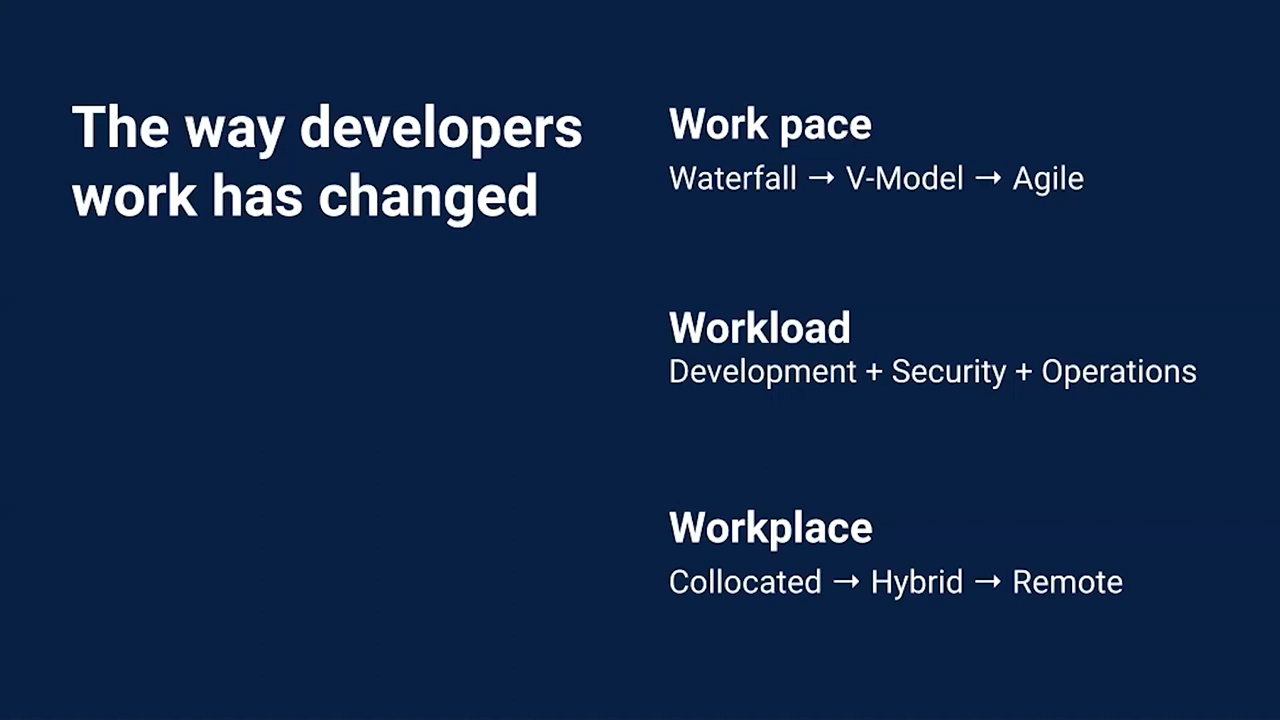 The way developers
work has changed
Work pace
Waterfall → V-Model → Agile
Workload
Development + Security + Operations
Workplace
Collocated → Hybrid → Remote